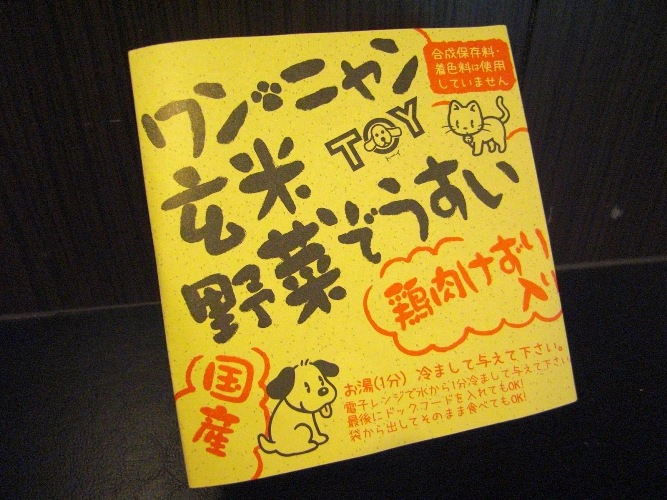 合成保存料・
着色料は使用
していません
ワン・ニャン
TOY
玄米
野菜ぞうすい
鶏肉けずり
入り
国産
お湯(1分) 冷まして与えて下さい。
電子レンジで水から1分冷まして与えて下さい
最後にドッグフードを入れてもOK!
袋から出してそのまま食べてもOK!